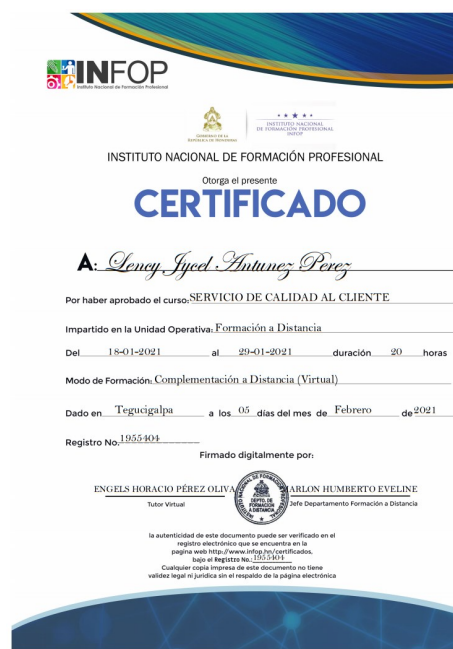 INFOP
Instituto Nacional de Formación Profesional
GOBIERNO DE LA
REPÚBLICA DE HONDURAS
INSTITUTO NACIONAL
DE FORMACIÓN PROFESIONAL
INFOP
INSTITUTO NACIONAL DE FORMACIÓN PROFESIONAL
Otorga el presente
CERTIFICADO
A: Lency Jycel Antunez Perez
Por haber aprobado el curso: SERVICIO DE CALIDAD AL CLIENTE
Impartido en la Unidad Operativa: Formación a Distancia
Del 18-01-2021 al 29-01-2021 duración 20 horas
Modo de Formación: Complementación a Distancia (Virtual)
Dado en Tegucigalpa a los 05 días del mes de Febrero de 2021
Registro No. 1955404
Firmado digitalmente por:
ENGELS HORACIO PÉREZ OLIVA MARLON HUMBERTO EVELINE
Tutor Virtual Jefe Departamento Formación a Distancia
DEPTO. DE
FORMACIÓN
A DISTANCIA
la autenticidad de este documento puede ser verificado en el
registro electrónico que se encuentra en la
pagina web http://www.infop.hn/certificados,
bajo el Registro No.: 1955404
Cualquier copia impresa de este documento no tiene
validez legal ni jurídica sin el respaldo de la página electrónica